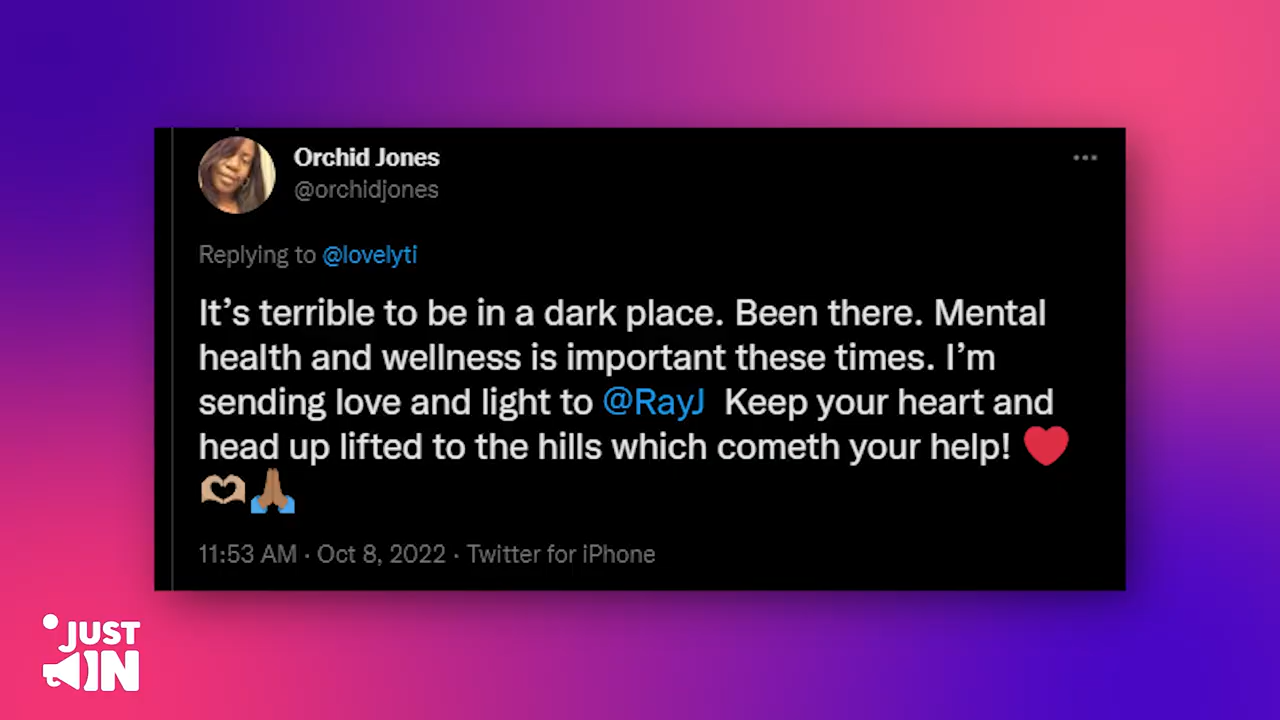 Orchid Jones
@orchidjones
Replying to @lovelyti
It’s terrible to be in a dark place. Been there. Mental
health and wellness is important these times. I’m
sending love and light to @RayJ Keep your heart and
head up lifted to the hills which cometh your help! ❤️
🫶🏼🙏🏽
11:53 AM · Oct 8, 2022 · Twitter for iPhone
JUST
IN